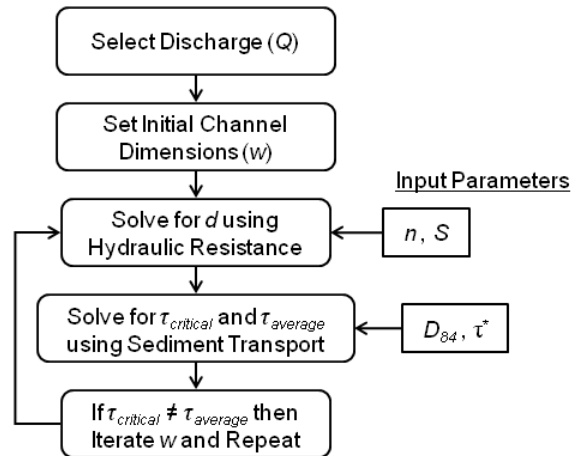 Select Discharge (Q)
Set Initial Channel
Dimensions (w)
Input Parameters
Solve for d using
Hydraulic Resistance
n, S
Solve for τcritical and τaverage
using Sediment Transport
D84, τ*
If τcritical ≠ τaverage then
Iterate w and Repeat